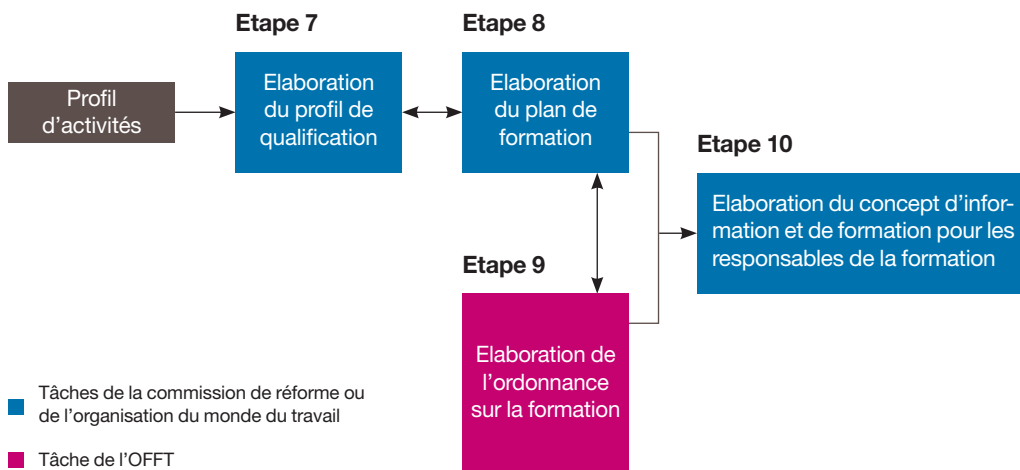 Etape 7
Etape 8
Profil
d'activités
Elaboration
du profil de
qualification
Elaboration
du plan de
formation
Etape 10
Elaboration du concept d'infor-
mation et de formation pour les
responsables de la formation
Etape 9
Elaboration de
l'ordonnance
sur la formation
Tâches de la commission de réforme ou
de l'organisation du monde du travail
Tâche de l'OFFT